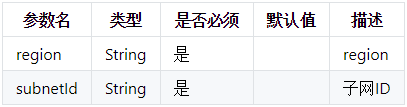 参数名 类型 是否必须 默认值 描述
region String 是 region
subnetId String 是 子网ID